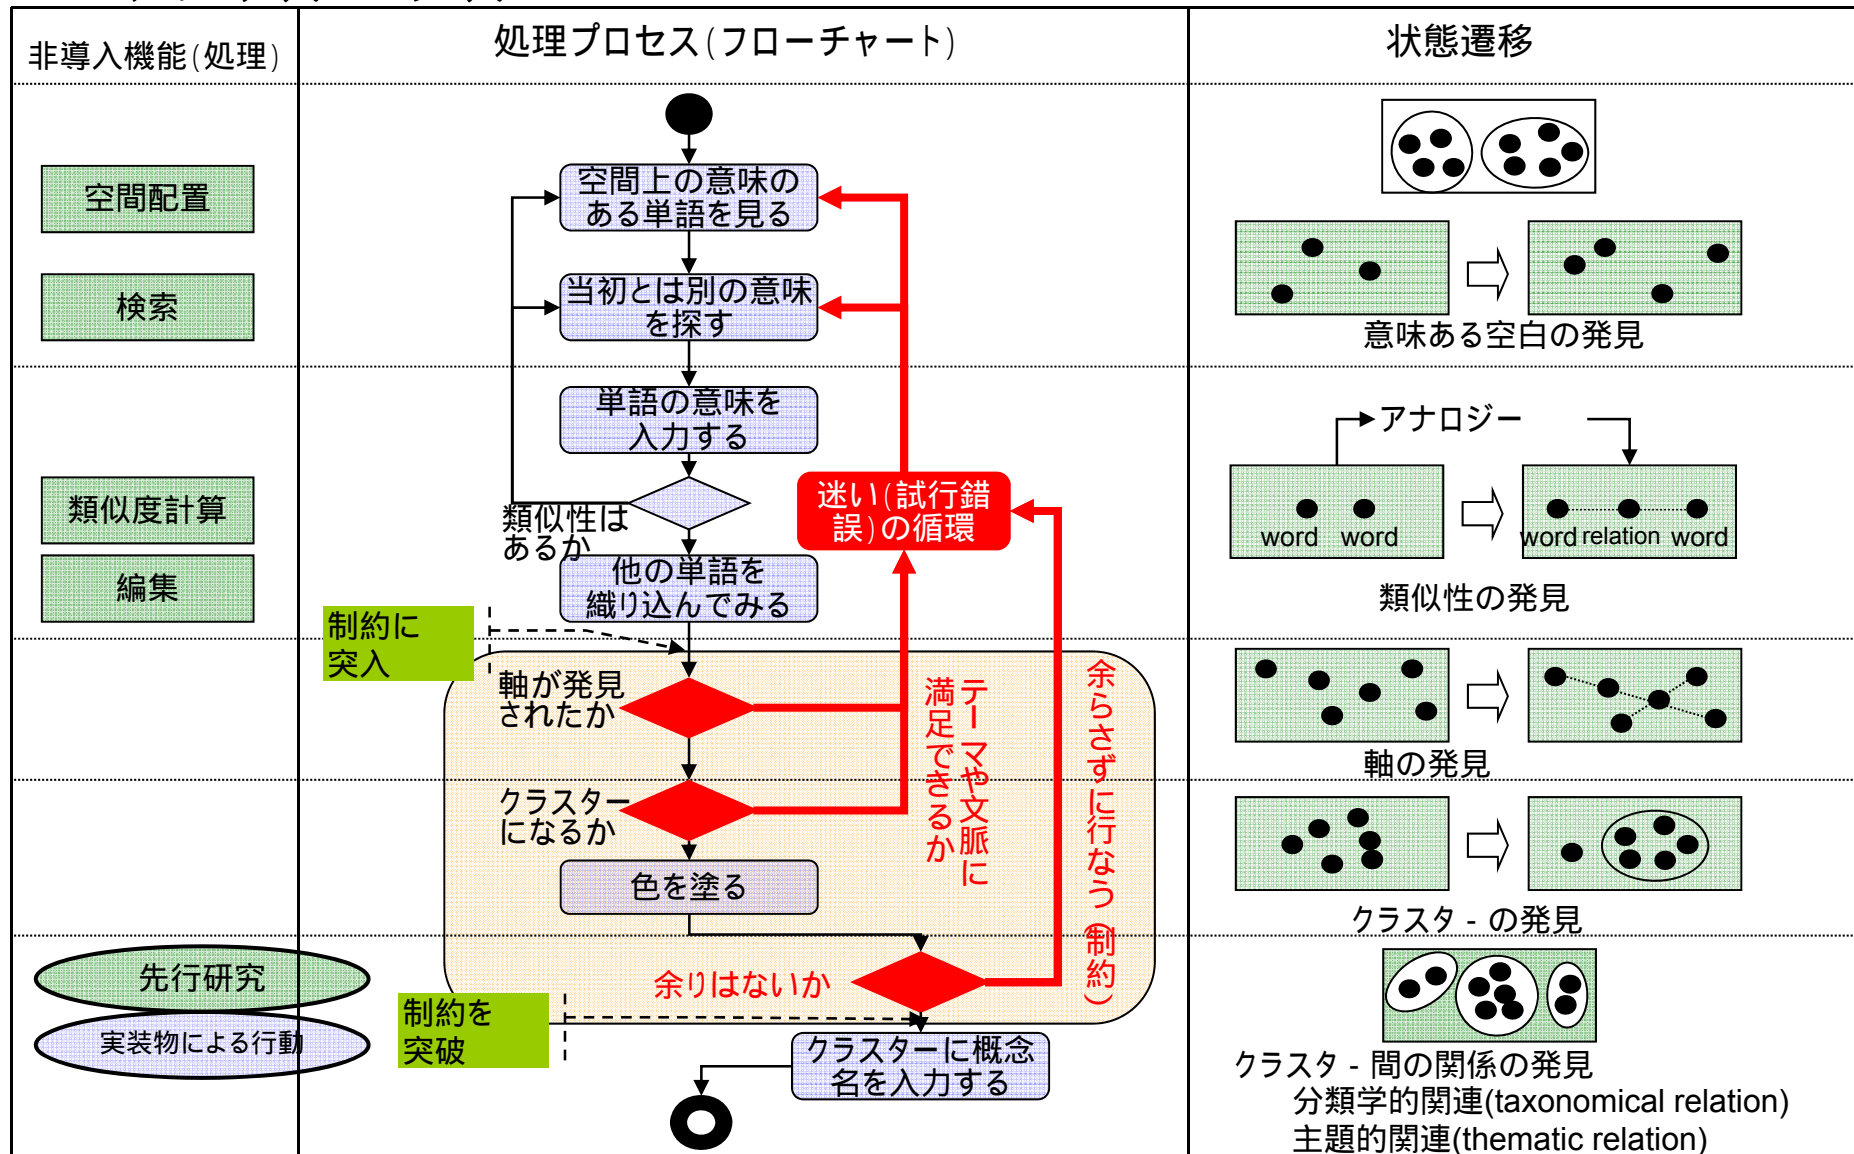 非導入機能(処理)
処理プロセス(フローチャート)
状態遷移
空間配置
検索
類似度計算
編集
先行研究
実装物による行動
空間上の意味の
ある単語を見る
当初とは別の意味
を探す
単語の意味を
入力する
類似性は
あるか
他の単語を
織り込んでみる
迷い(試行錯
誤)の循環
制約に
突入
軸が発見
されたか
クラスター
になるか
色を塗る
テーマや文脈に
満足できるか
余らさずに行なう(制約)
余りはないか
制約を
突破
クラスターに概念
名を入力する
意味ある空白の発見
アナロジー
word word
word relation word
類似性の発見
軸の発見
クラスタ-の発見
クラスタ-間の関係の発見
分類学的関連(taxonomical relation)
主題的関連(thematic relation)